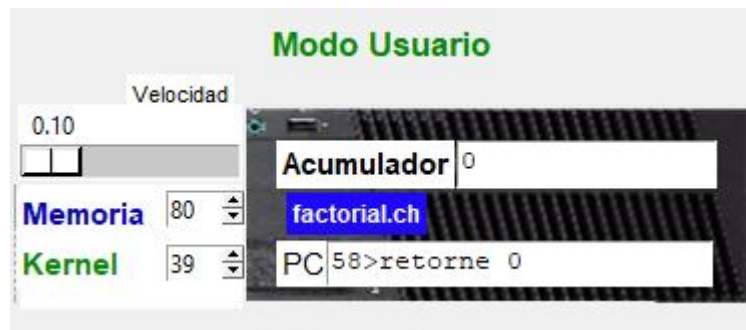 Modo Usuario
Velocidad
0.10
Acumulador 0
Memoria 80
factorial.ch
Kernel 39
PC 58>retorne 0